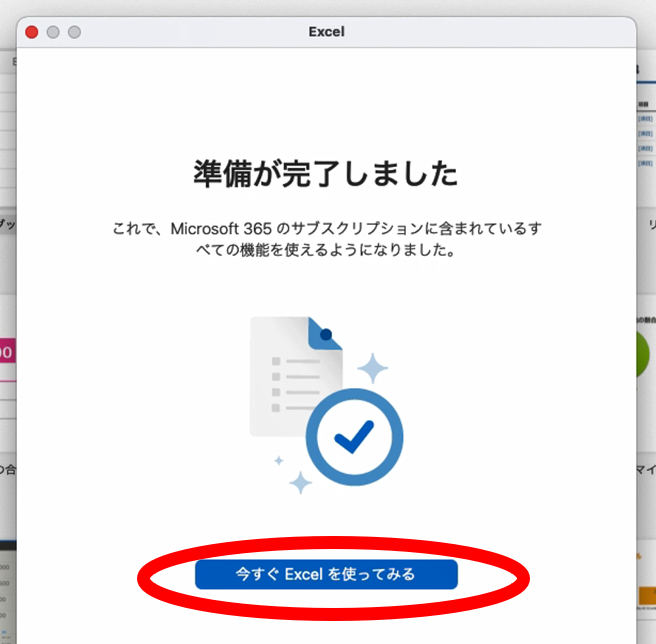 Excel
準備が完了しました
これで、Microsoft 365 のサブスクリプションに含まれているす
べての機能を使えるようになりました。
今すぐ Excel を使ってみる